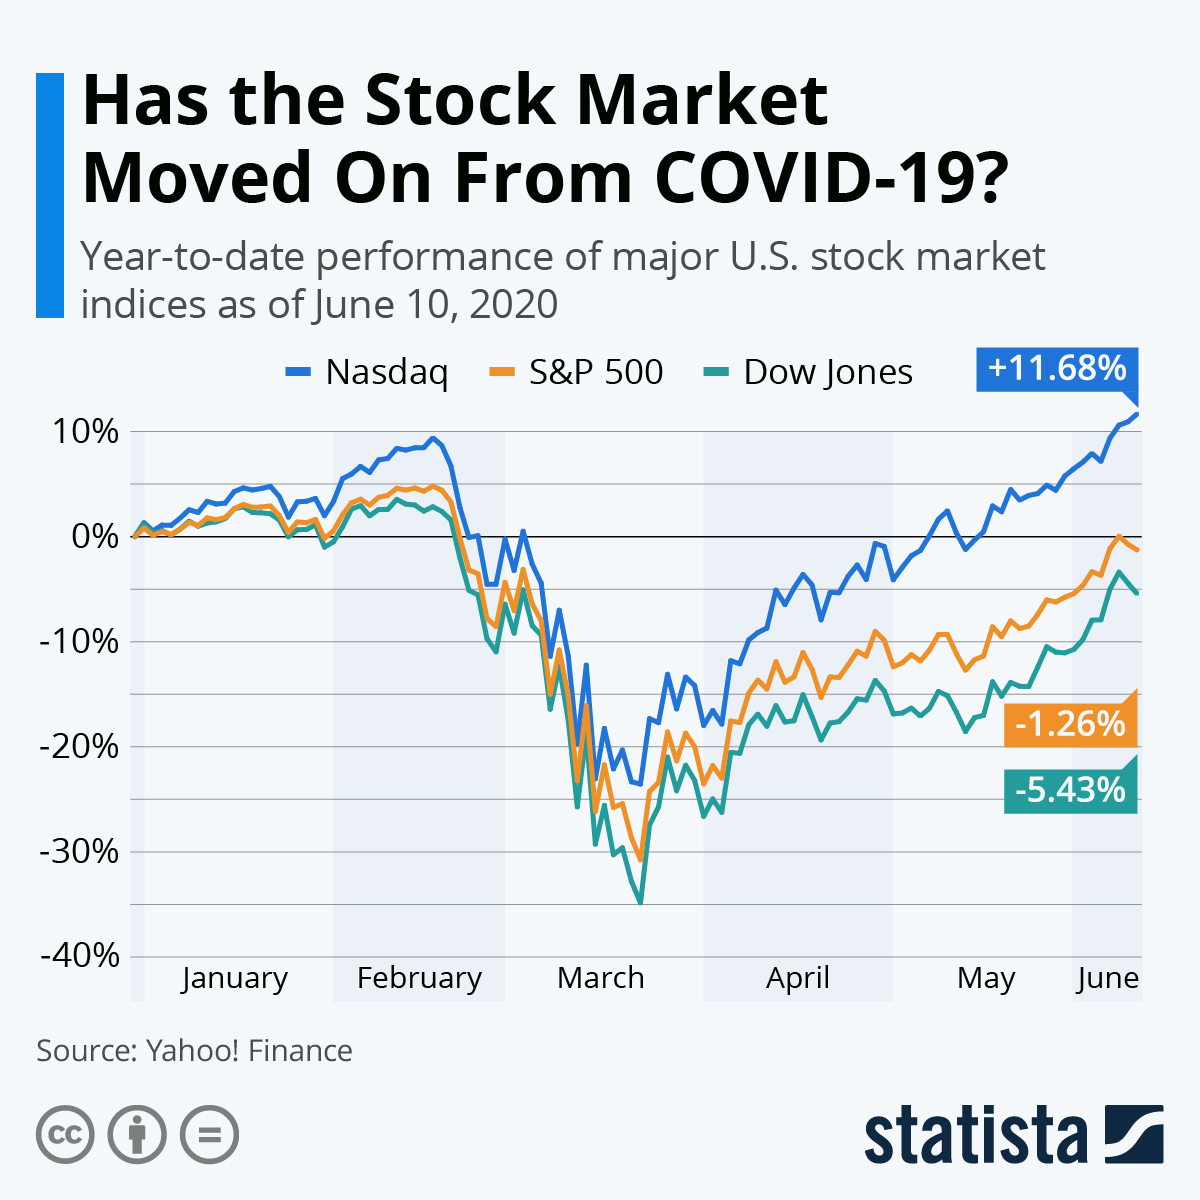 Has the Stock Market
Moved On From COVID-19?
Year-to-date performance of major U.S. stock market
indices as of June 10, 2020
Nasdaq S&P 500 Dow Jones
+11.68%
10%
0%
-10%
-20%
-30%
-40%
-1.26%
-5.43%
January February March April May June
Source: Yahoo! Finance
cc
=
statista